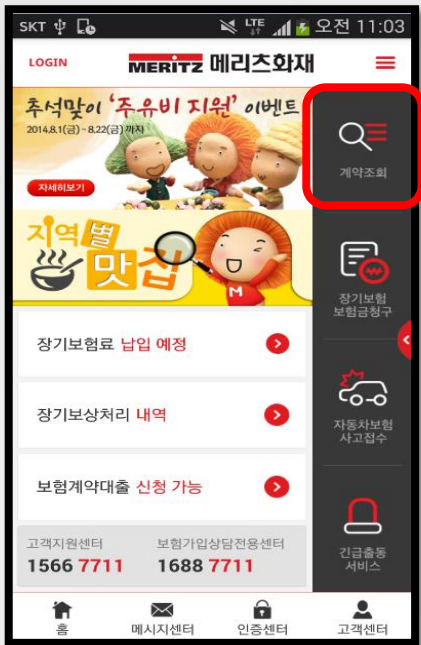 SKT LTE 오전 11:03
LOGIN MERITZ 메리츠화재
추석맞이 '주유비 지원' 이벤트
2014.8.1(금)~8.22(금)까지
자세히보기
지역별
맛집
M
계약조회
장기보험
보험금청구
자동차보험
사고접수
긴급출동
서비스
장기보험료 납입 예정
장기보상처리 내역
보험계약대출 신청 가능
고객지원센터 보험가입상담전용센터
1566 7711 1688 7711
홈 메시지센터 인증센터 고객센터